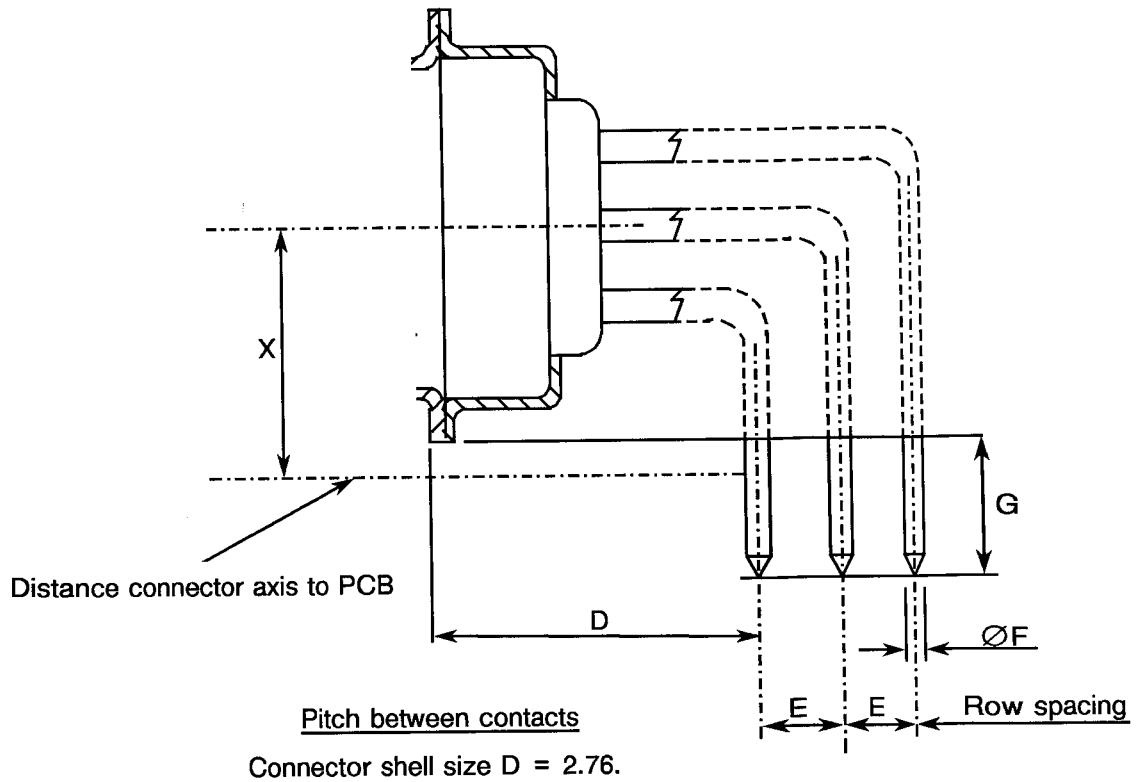 X
G
Distance connector axis to PCB
D
ØF
E
E
Row spacing
Pitch between contacts
Connector shell size D = 2.76.